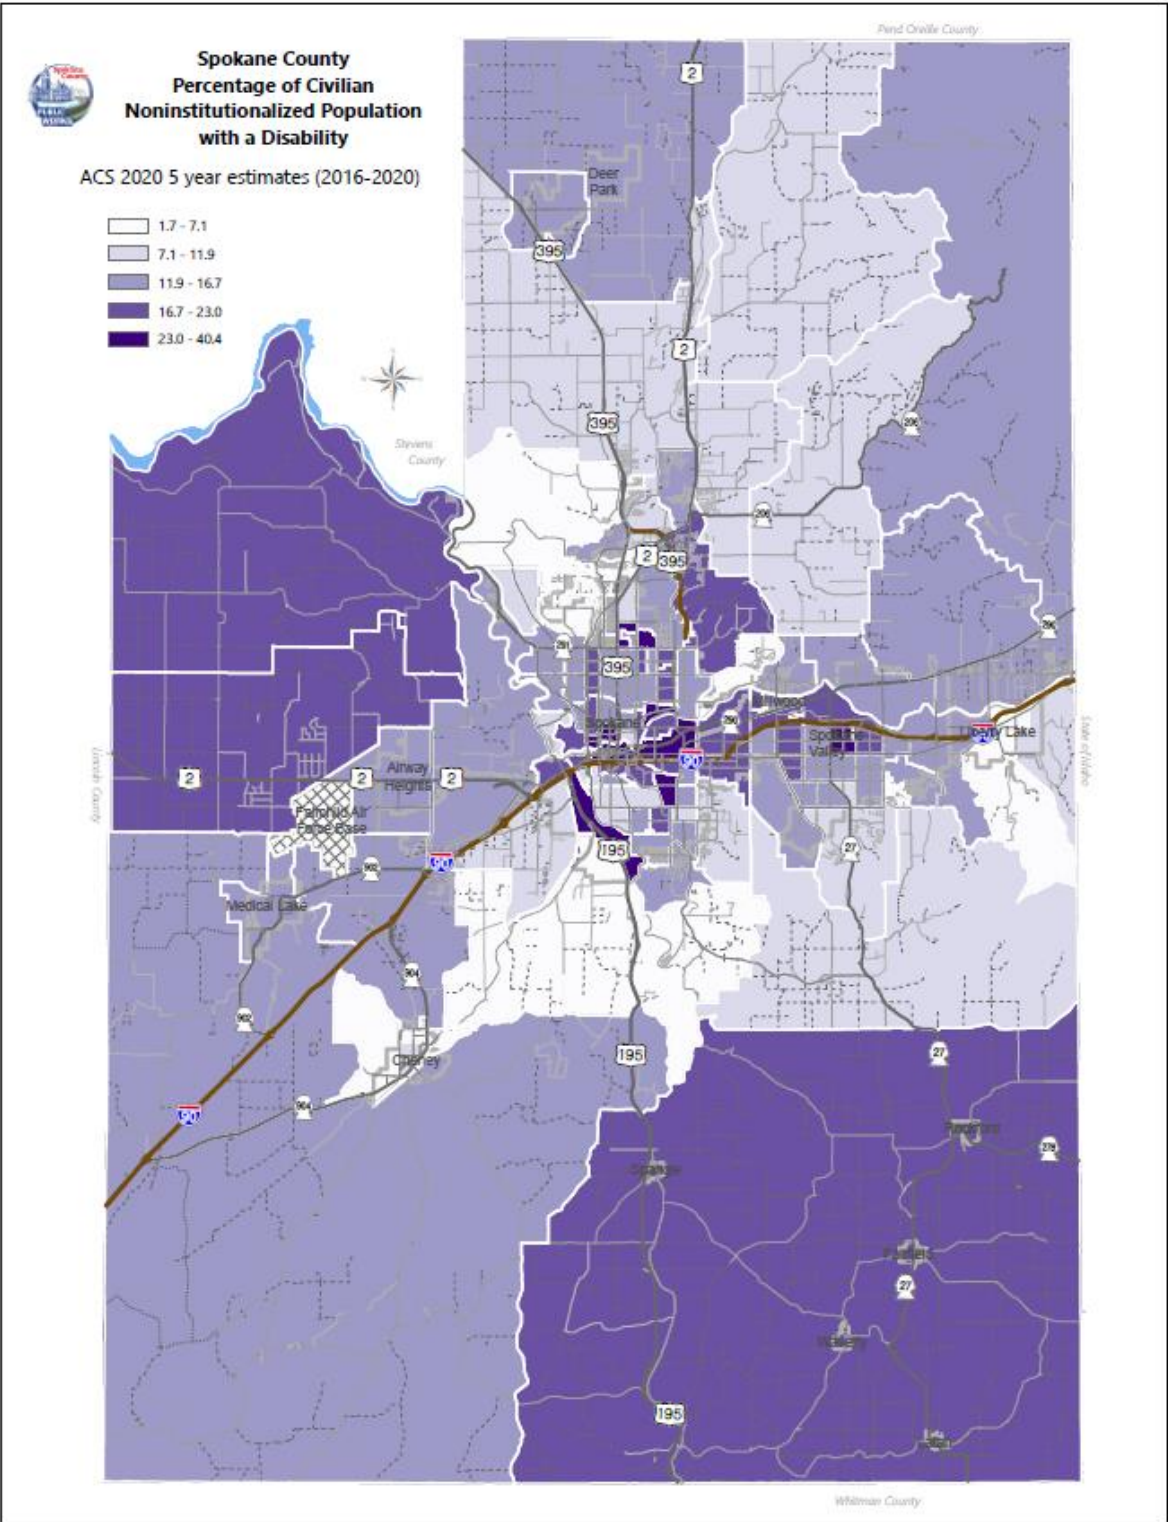 Pend Oreille County
Spokane County
Percentage of Civilian
Noninstitutionalized Population
with a Disability
ACS 2020 5 year estimates (2016-2020)
1.7 - 7.1
7.1 - 11.9
11.9 - 16.7
16.7 - 23.0
23.0 - 40.4
2
Deer
Park
395
2
395
206
Stevens
County
206
2
395
290
291
395
Spokane
290
Spokane
Valley
Liberty Lake
90
90
State of Idaho
Lincoln County
2
2
2
Airway
Heights
Fairchild Air
Force Base
195
27
90
902
Medical Lake
904
902
Cheney
195
27
904
90
Rockford
278
Spangle
Fairfield
27
Waverly
195
Latah
Whitman County